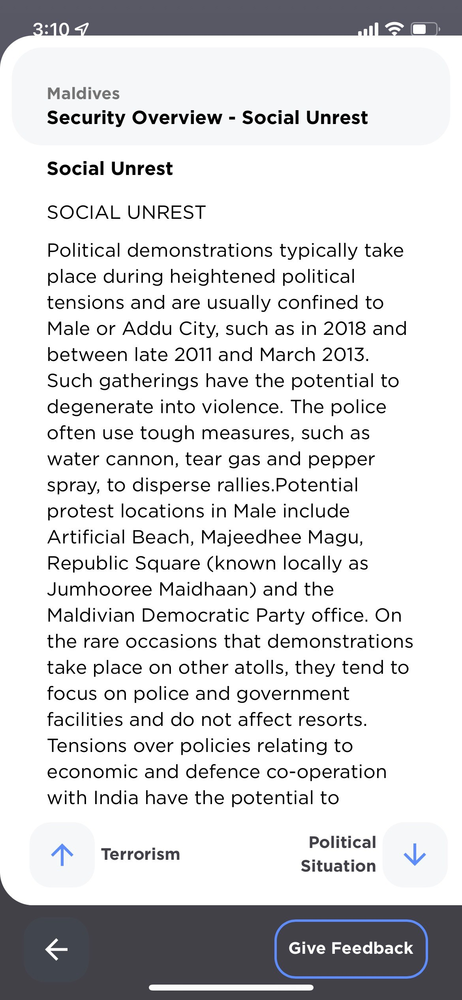 3:10
Maldives
Security Overview - Social Unrest
Social Unrest
SOCIAL UNREST
Political demonstrations typically take
place during heightened political
tensions and are usually confined to
Male or Addu City, such as in 2018 and
between late 2011 and March 2013.
Such gatherings have the potential to
degenerate into violence. The police
often use tough measures, such as
water cannon, tear gas and pepper
spray, to disperse rallies.Potential
protest locations in Male include
Artificial Beach, Majeedhee Magu,
Republic Square (known locally as
Jumhooree Maidhaan) and the
Maldivian Democratic Party office. On
the rare occasions that demonstrations
take place on other atolls, they tend to
focus on police and government
facilities and do not affect resorts.
Tensions over policies relating to
economic and defence co-operation
with India have the potential to
Terrorism
Political
Situation
Give Feedback